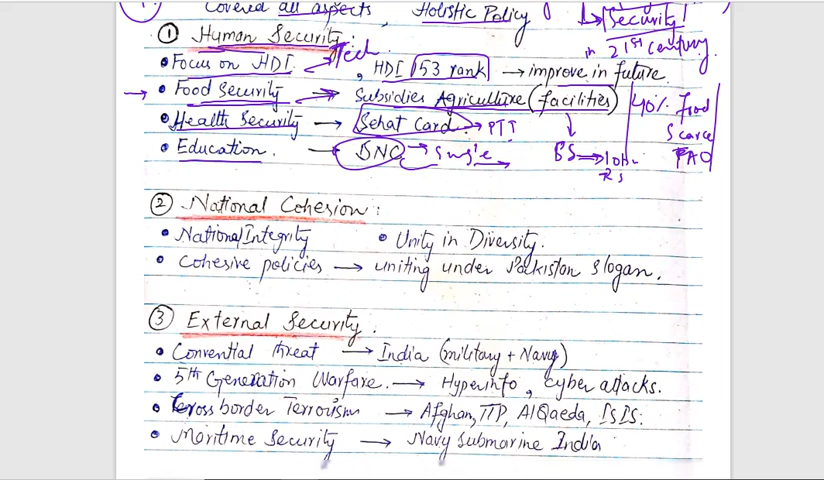 Covered all aspects Holistic Policy
Security
in 21st century.
① Human Security:
• Focus on HDI Tech, HDI 153 rank → improve in future.
• Food Security → Subsidies Agriculture (facilities)
40% food scarce FAO
• Health Security → Sehat Card. → PTI
• Education. → SNC → Single →
② National Cohesion:
• National Integrity • Unity in Diversity.
• Cohesive policies → uniting under Pakistan slogan.
③ External Security.
• Convential threat → India (military + Navy)
• 5th Generation Warfare. → Hyperinfo, cyber attacks.
• Cross border Terrorism → Afghan, TTP, AlQaeda, ISIS.
• Maritime Security → Navy submarine India